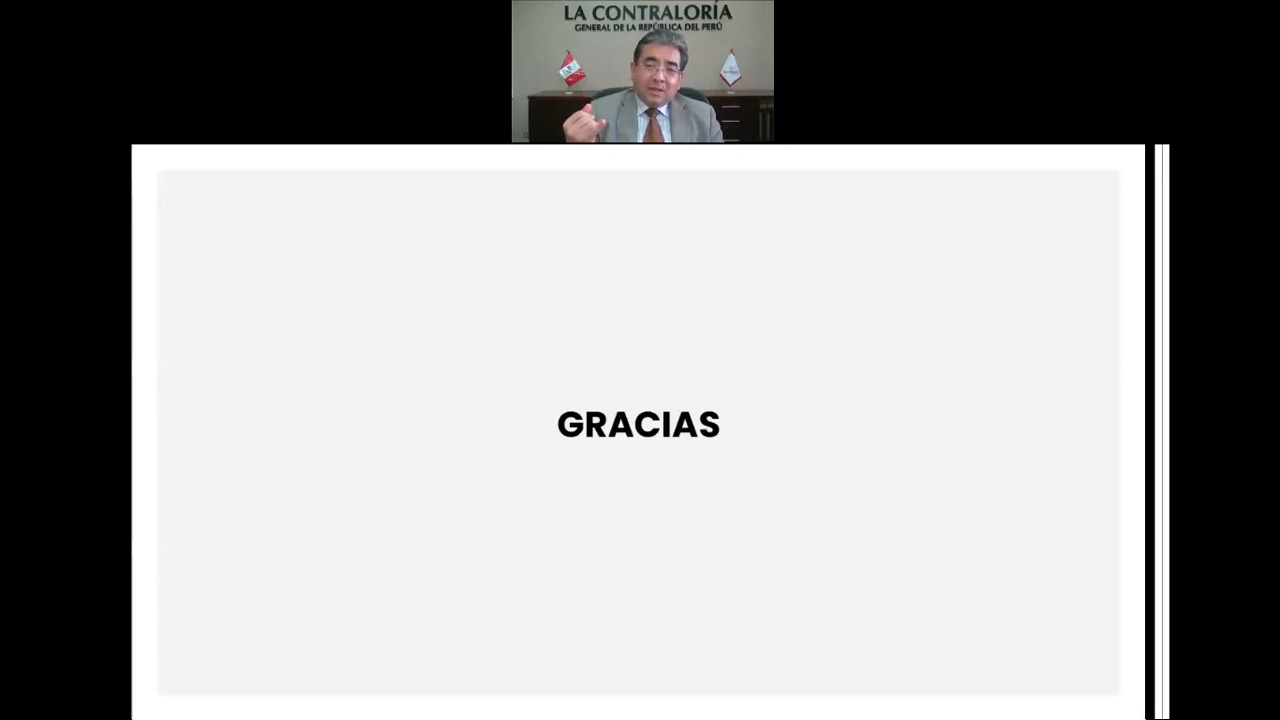 LA CONTRALORÍA
GENERAL DE LA REPÚBLICA DEL PERÚ
GRACIAS